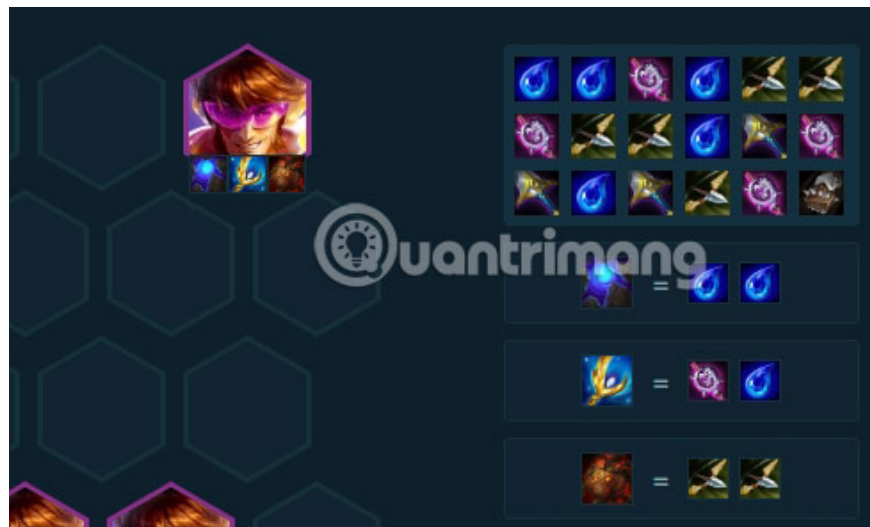 Quantrimang
=
=
=